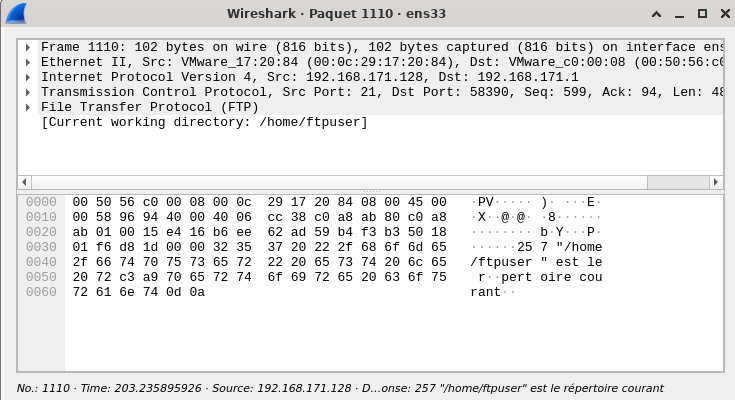 Wireshark · Paquet 1110 · ens33
Frame 1110: 102 bytes on wire (816 bits), 102 bytes captured (816 bits) on interface ens
Ethernet II, Src: VMware_17:20:84 (00:0c:29:17:20:84), Dst: VMware_c0:00:08 (00:50:56:c0
Internet Protocol Version 4, Src: 192.168.171.128, Dst: 192.168.171.1
Transmission Control Protocol, Src Port: 21, Dst Port: 58390, Seq: 599, Ack: 94, Len: 48
File Transfer Protocol (FTP)
[Current working directory: /home/ftpuser]
0000 00 50 56 c0 00 08 00 0c 29 17 20 84 08 00 45 00 ·PV····· )· ···E·
0010 00 58 96 94 40 00 40 06 cc 38 c0 a8 ab 80 c0 a8 ·X··@·@· ·8······
0020 ab 01 00 15 e4 16 b6 ee 62 ad 59 b4 f3 b3 50 18 ········ b·Y···P·
0030 01 f6 d8 1d 00 00 32 35 37 20 22 2f 68 6f 6d 65 ······25 7 "/home
0040 2f 66 74 70 75 73 65 72 22 20 65 73 74 20 6c 65 /ftpuser " est le
0050 20 72 c3 a9 70 65 72 74 6f 69 72 65 20 63 6f 75 r··pert oire cou
0060 72 61 6e 74 0d 0a rant··
No.: 1110 · Time: 203.235895926 · Source: 192.168.171.128 · D…onse: 257 "/home/ftpuser" est le répertoire courant